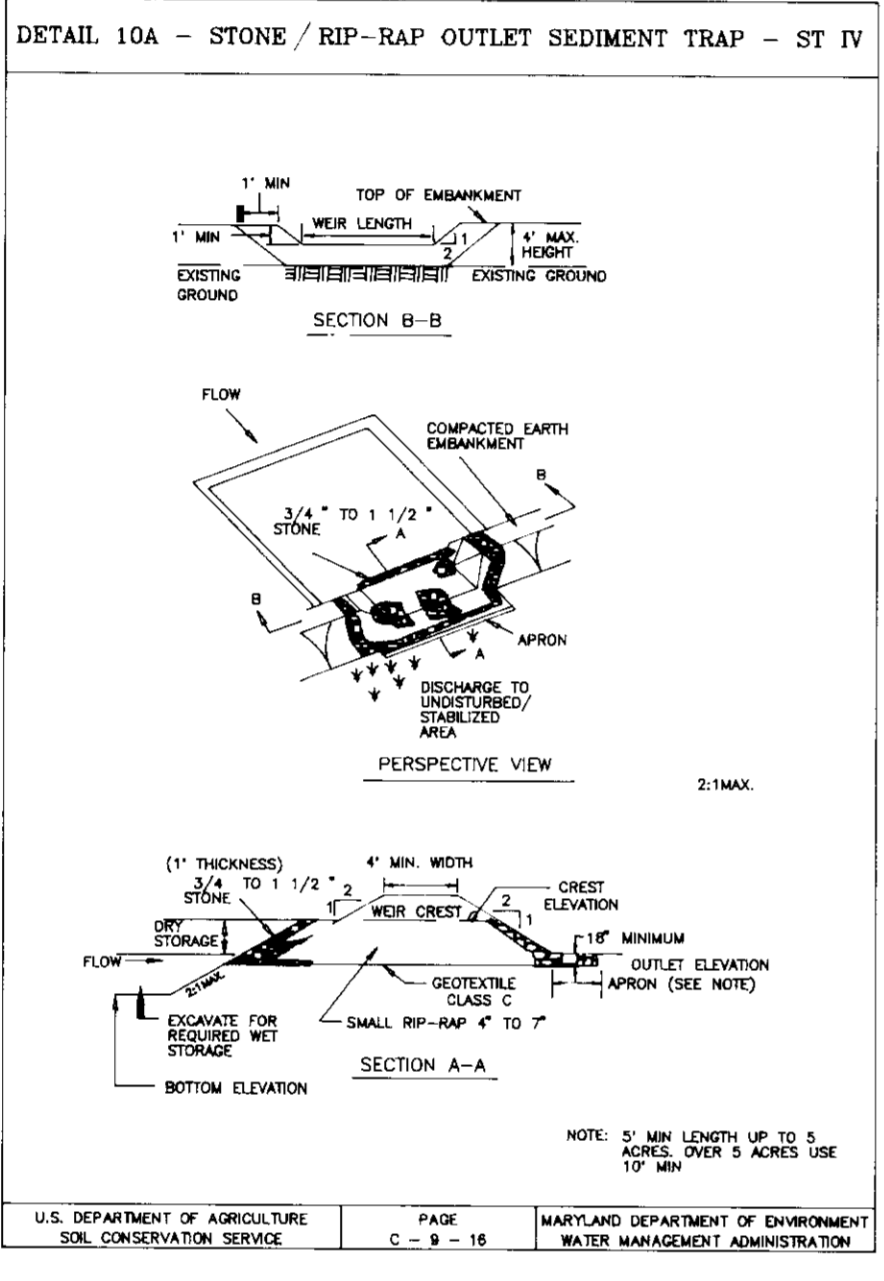 DETAIL 10A - STONE / RIP-RAP OUTLET SEDIMENT TRAP - ST IV
1' MIN
TOP OF EMBANKMENT
WEIR LENGTH
1' MIN
1
2
4' MAX.
HEIGHT
EXISTING
GROUND
EXISTING GROUND
SECTION B-B
FLOW
COMPACTED EARTH
EMBANKMENT
B
3/4 " TO 1 1/2 "
STONE
A
B
APRON
A
DISCHARGE TO
UNDISTURBED/
STABILIZED
AREA
PERSPECTIVE VIEW
2:1MAX.
(1' THICKNESS)
3/4 TO 1 1/2 "
STONE
4' MIN. WIDTH
2
1
CREST
ELEVATION
WEIR CREST
2
1
DRY
STORAGE
18" MINIMUM
FLOW
OUTLET ELEVATION
2:1MAX.
GEOTEXTILE
CLASS C
APRON (SEE NOTE)
EXCAVATE FOR
REQUIRED WET
STORAGE
SMALL RIP-RAP 4" TO 7"
SECTION A-A
BOTTOM ELEVATION
NOTE: 5' MIN LENGTH UP TO 5
ACRES. OVER 5 ACRES USE
10' MIN
U.S. DEPARTMENT OF AGRICULTURE
SOIL CONSERVATION SERVICE
PAGE
C - 9 - 16
MARYLAND DEPARTMENT OF ENVIRONMENT
WATER MANAGEMENT ADMINISTRATION